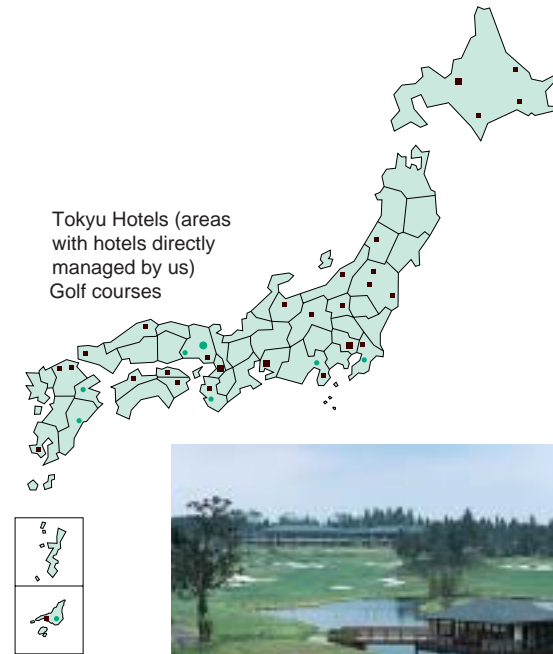 Tokyu Hotels (areas
with hotels directly
managed by us)
Golf courses